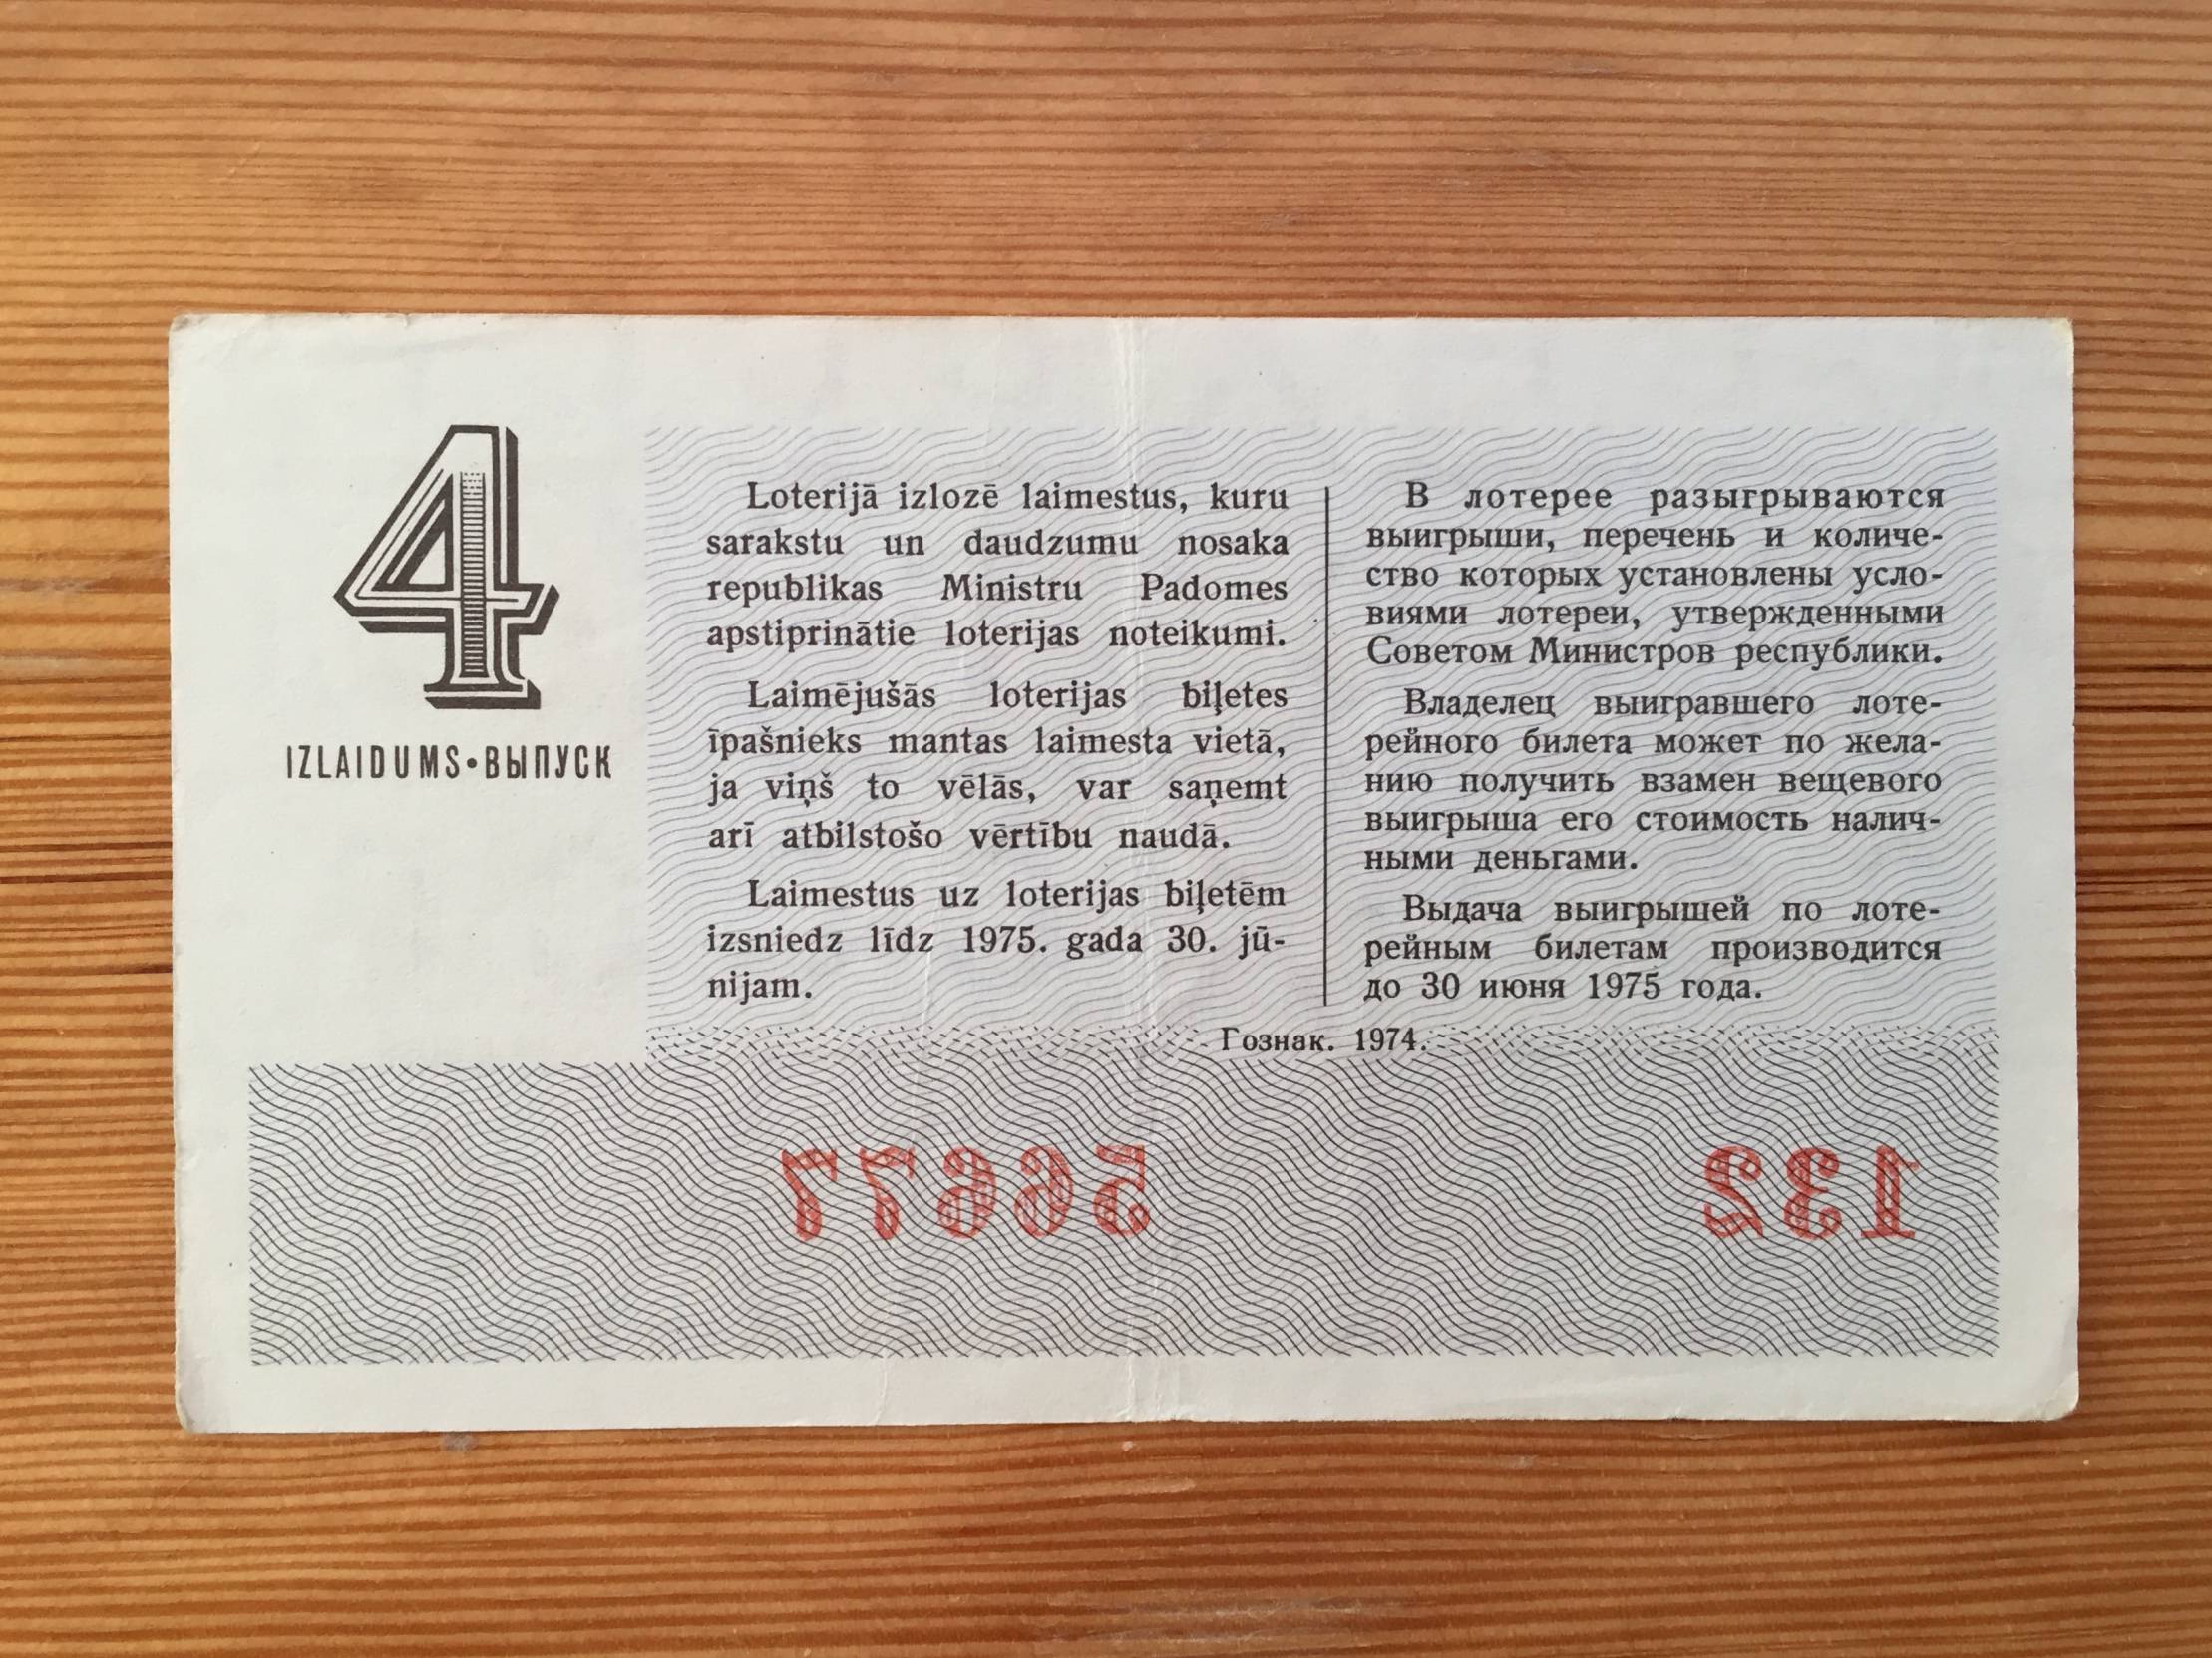 4
IZLAIDUMS•ВЫПУСК
Loterijā izlozē laimestus, kuru
sarakstu un daudzumu nosaka
republikas Ministru Padomes
apstiprinātie loterijas noteikumi.
Laimējušās loterijas biļetes
īpašnieks mantas laimesta vietā,
ja viņš to vēlās, var saņemt
arī atbilstošo vērtību naudā.
Laimestus uz loterijas biļetēm
izsniedz līdz 1975. gada 30. jū-
nijam.
В лотерее разыгрываются
выигрыши, перечень и количе-
ство которых установлены усло-
виями лотереи, утвержденными
Советом Министров республики.
Владелец выигравшего лоте-
рейного билета может по жела-
нию получить взамен вещевого
выигрыша его стоимость налич-
ными деньгами.
Выдача выигрышей по лоте-
рейным билетам производится
до 30 июня 1975 года.
Гознак. 1974.
132 56677